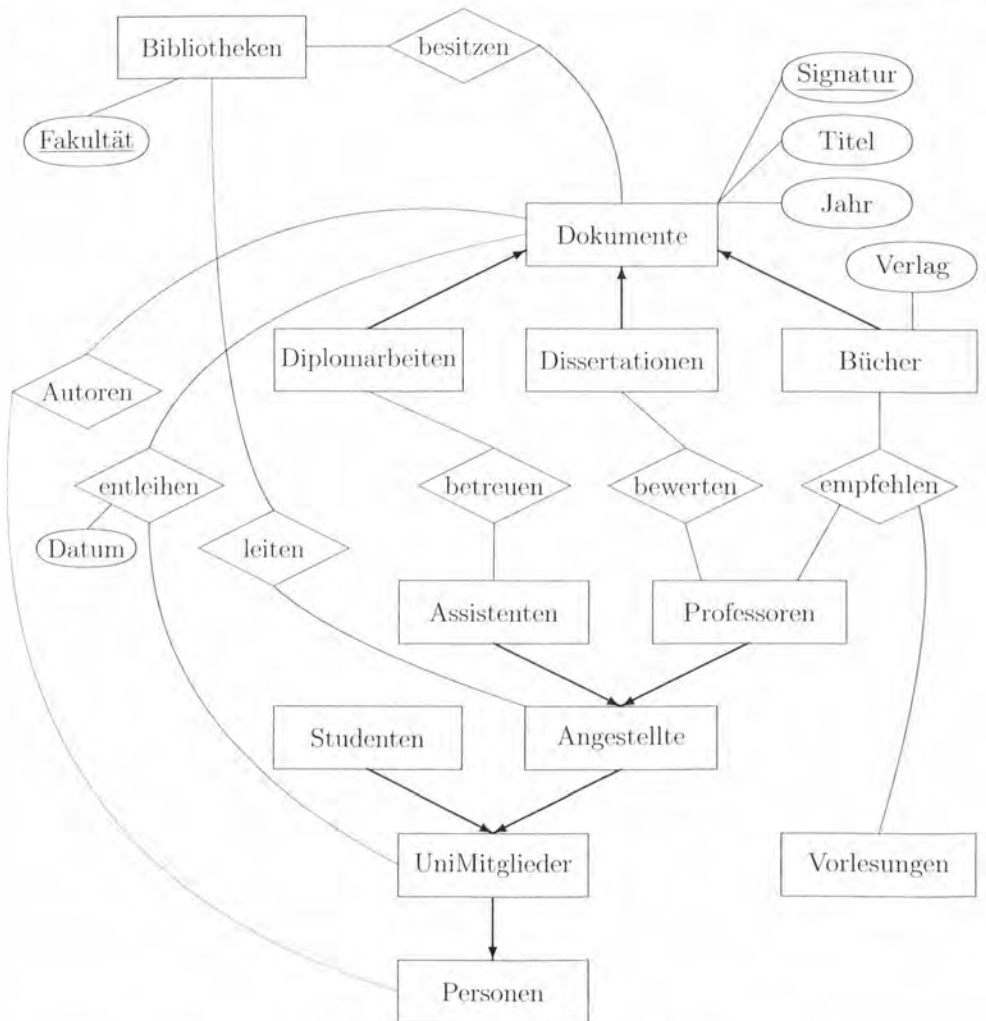 Bibliotheken
besitzen
Signatur
Fakultät
Titel
Jahr
Dokumente
Verlag
Diplomarbeiten
Dissertationen
Bücher
Autoren
entleihen
betreuen
bewerten
empfehlen
Datum
leiten
Assistenten
Professoren
Studenten
Angestellte
UniMitglieder
Vorlesungen
Personen